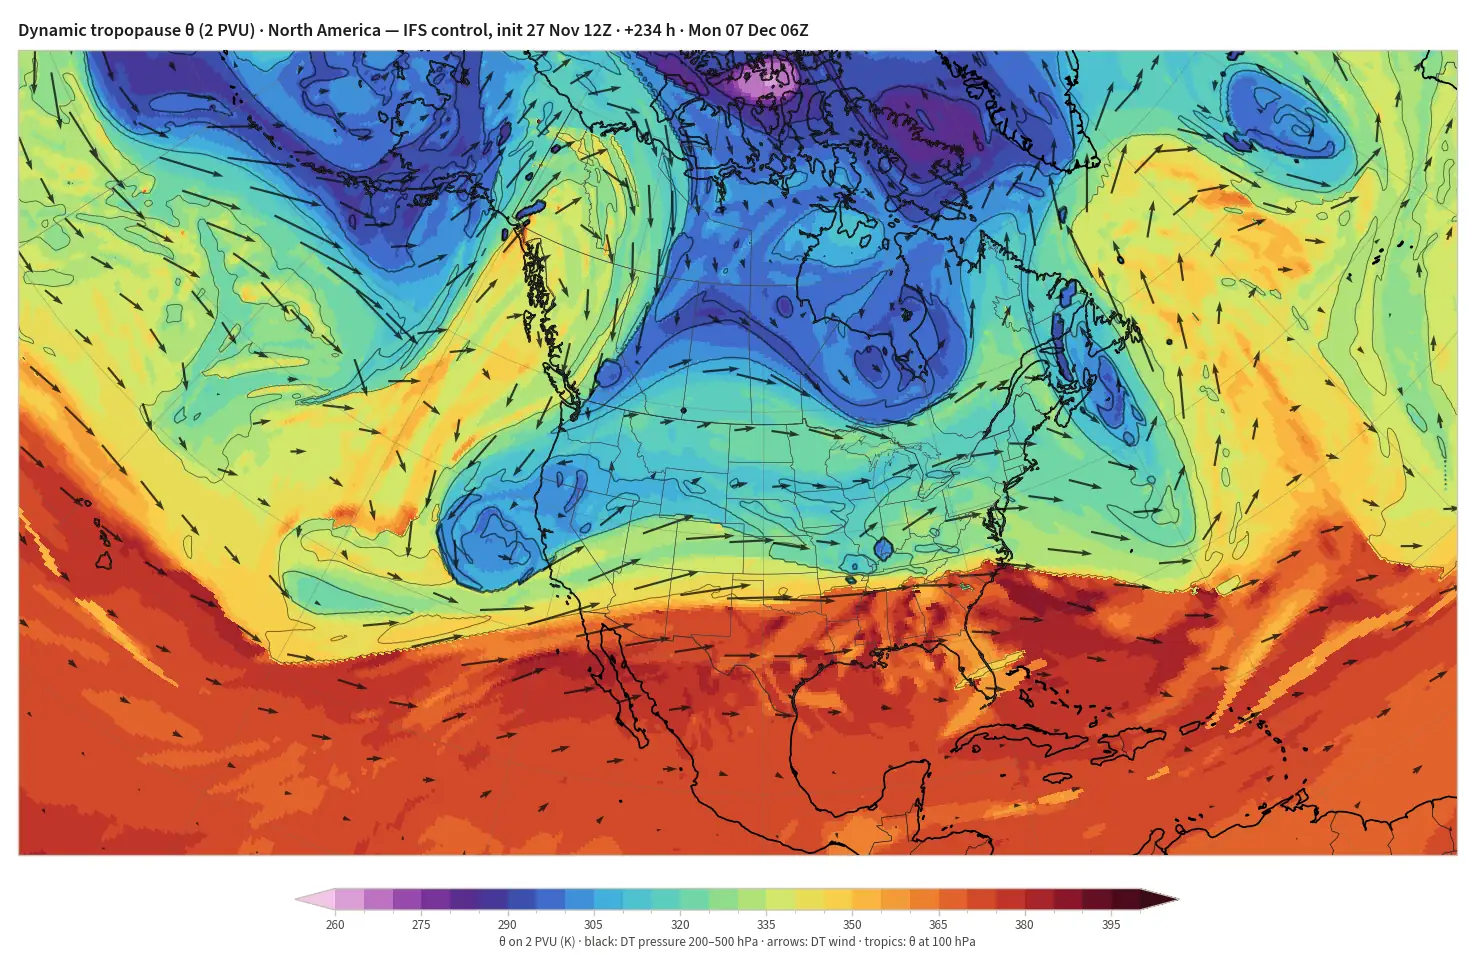 Dynamic tropopause θ (2 PVU) · North America — IFS control, init 27 Nov 12Z · +234 h · Mon 07 Dec 06Z
260 275 290 305 320 335 350 365 380 395
θ on 2 PVU (K) · black: DT pressure 200–500 hPa · arrows: DT wind · tropics: θ at 100 hPa